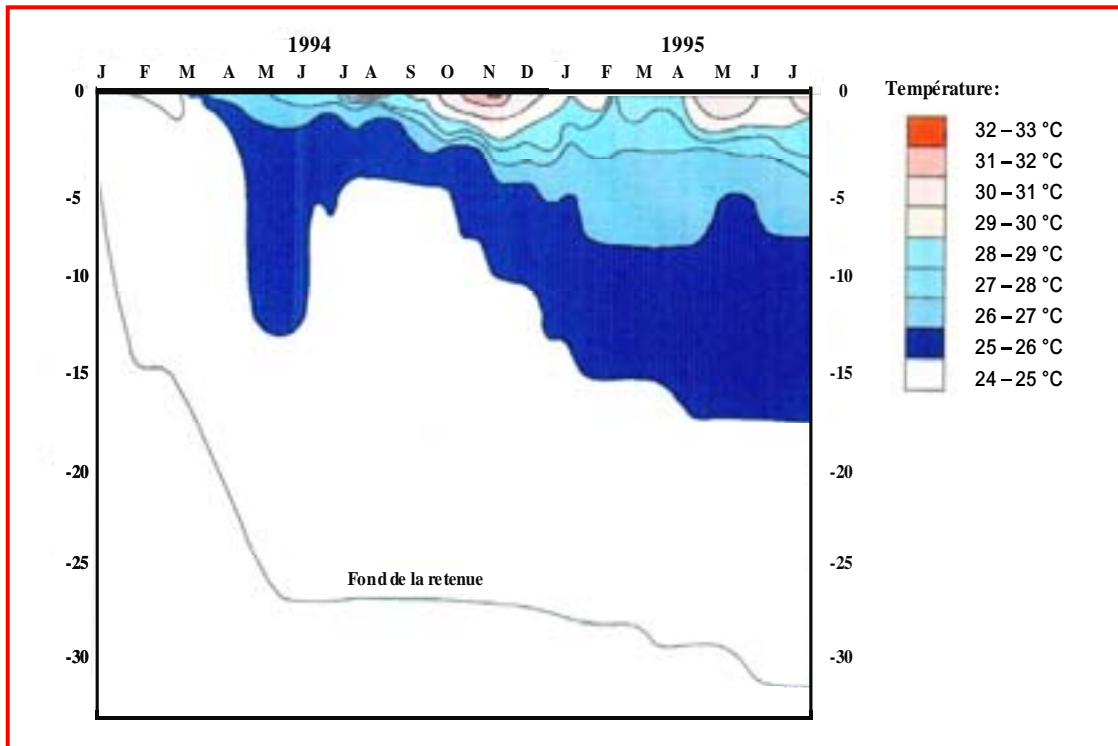 1994 1995
J F M A M J J A S O N D J F M A M J J
0 0 Température:
32 – 33 °C
31 – 32 °C
30 – 31 °C
-5 -5
29 – 30 °C
28 – 29 °C
27 – 28 °C
-10 -10
26 – 27 °C
25 – 26 °C
-15 -15
24 – 25 °C
-20 -20
-25 -25
Fond de la retenue
-30 -30